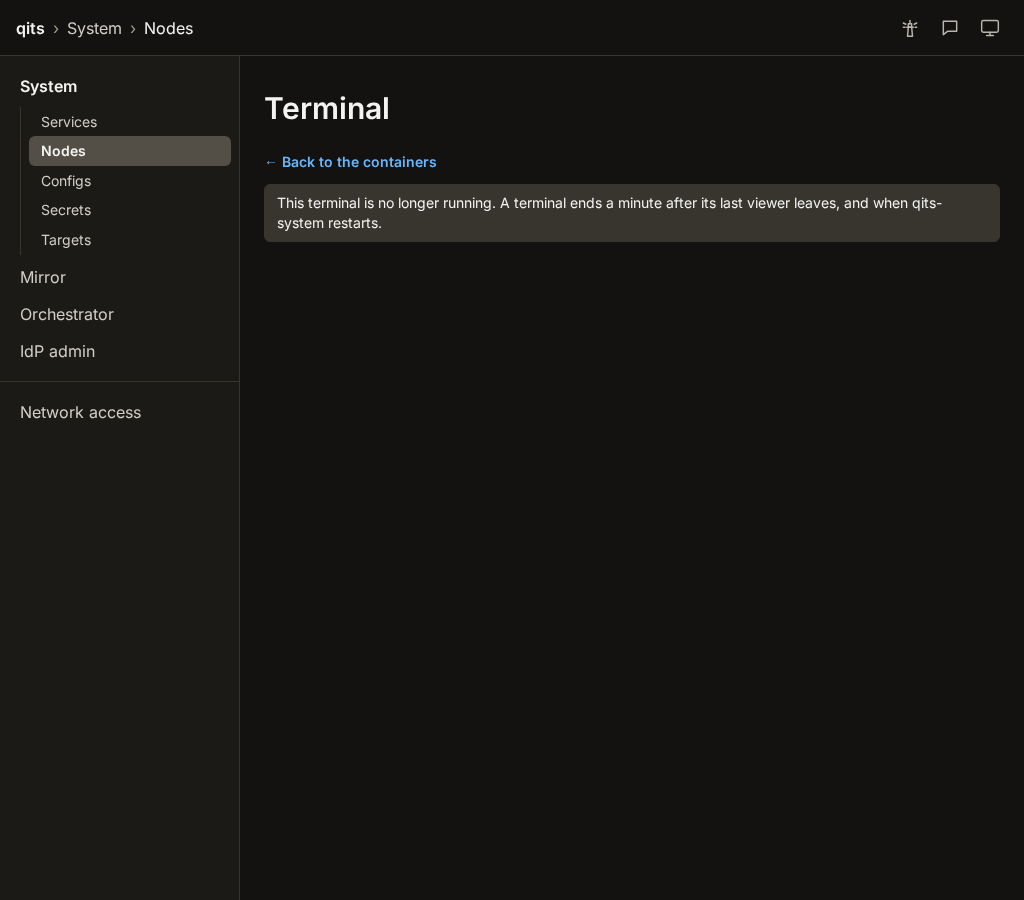 qits › System › Nodes
System
Services
Nodes
Configs
Secrets
Targets
Mirror
Orchestrator
IdP admin
Network access
Terminal
← Back to the containers
This terminal is no longer running. A terminal ends a minute after its last viewer leaves, and when qits-
system restarts.